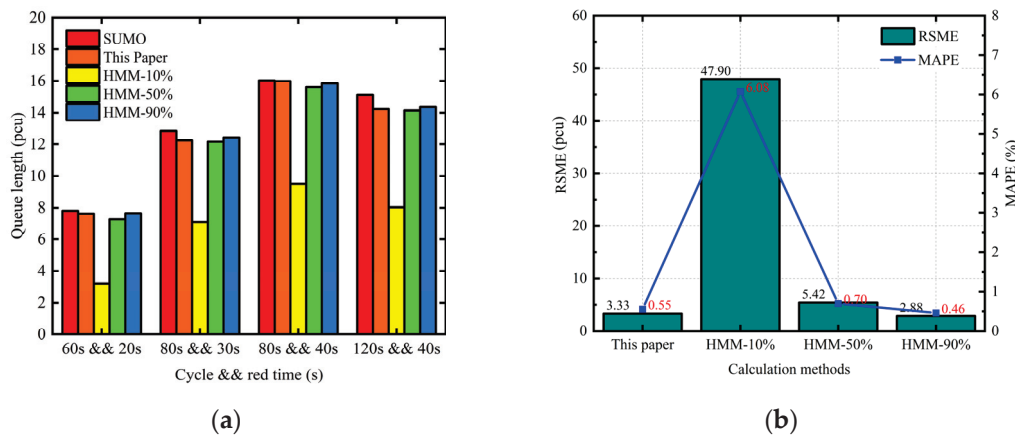 20
18
16
14
12
10
8
6
4
2
0
Queue length (pcu)
SUMO
This Paper
HMM-10%
HMM-50%
HMM-90%
60s && 20s
80s && 30s
80s && 40s
120s && 40s
Cycle && red time (s)
(a)
60
50
40
30
20
10
0
RSME (pcu)
RSME
MAPE
47.90
6.08
3.33
0.55
5.42
0.70
2.88
0.46
8
7
6
5
4
3
2
1
0
MAPE (%)
This paper
HMM-10%
HMM-50%
HMM-90%
Calculation methods
(b)